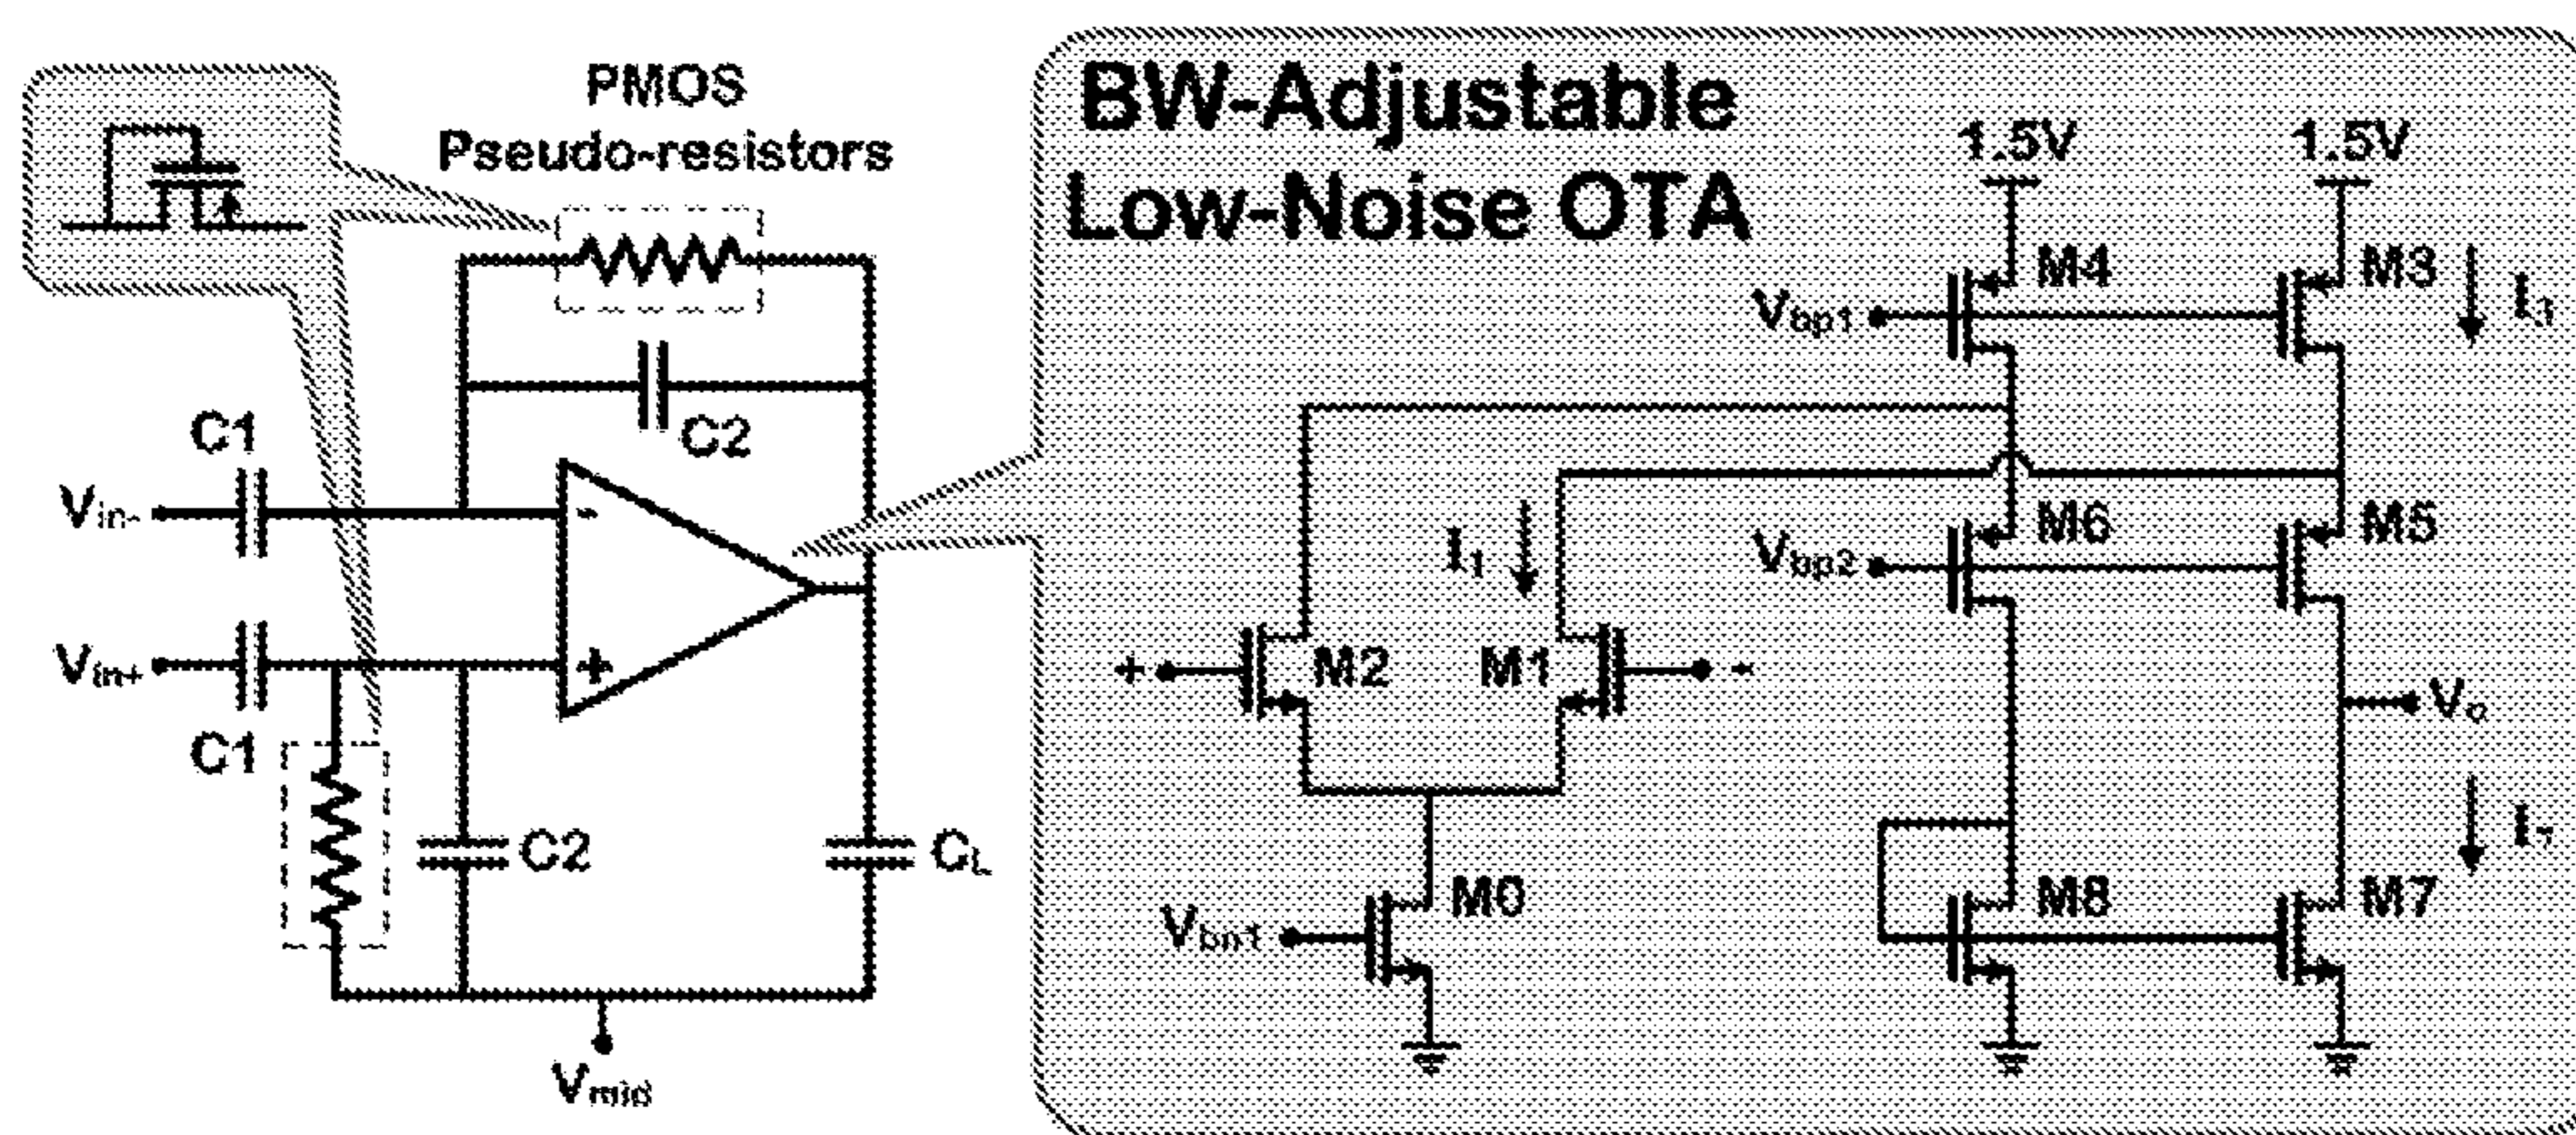 PMOS
Pseudo-resistors
C1
C2
Vin-
-
Vin+
+
C1
C2
CL
Vmid
BW-Adjustable
Low-Noise OTA
1.5V
1.5V
M4
M3
I3
Vbp1
M6
M5
I1
Vbp2
+
M2
M1
-
Vo
I7
M0
M8
M7
Vbn1